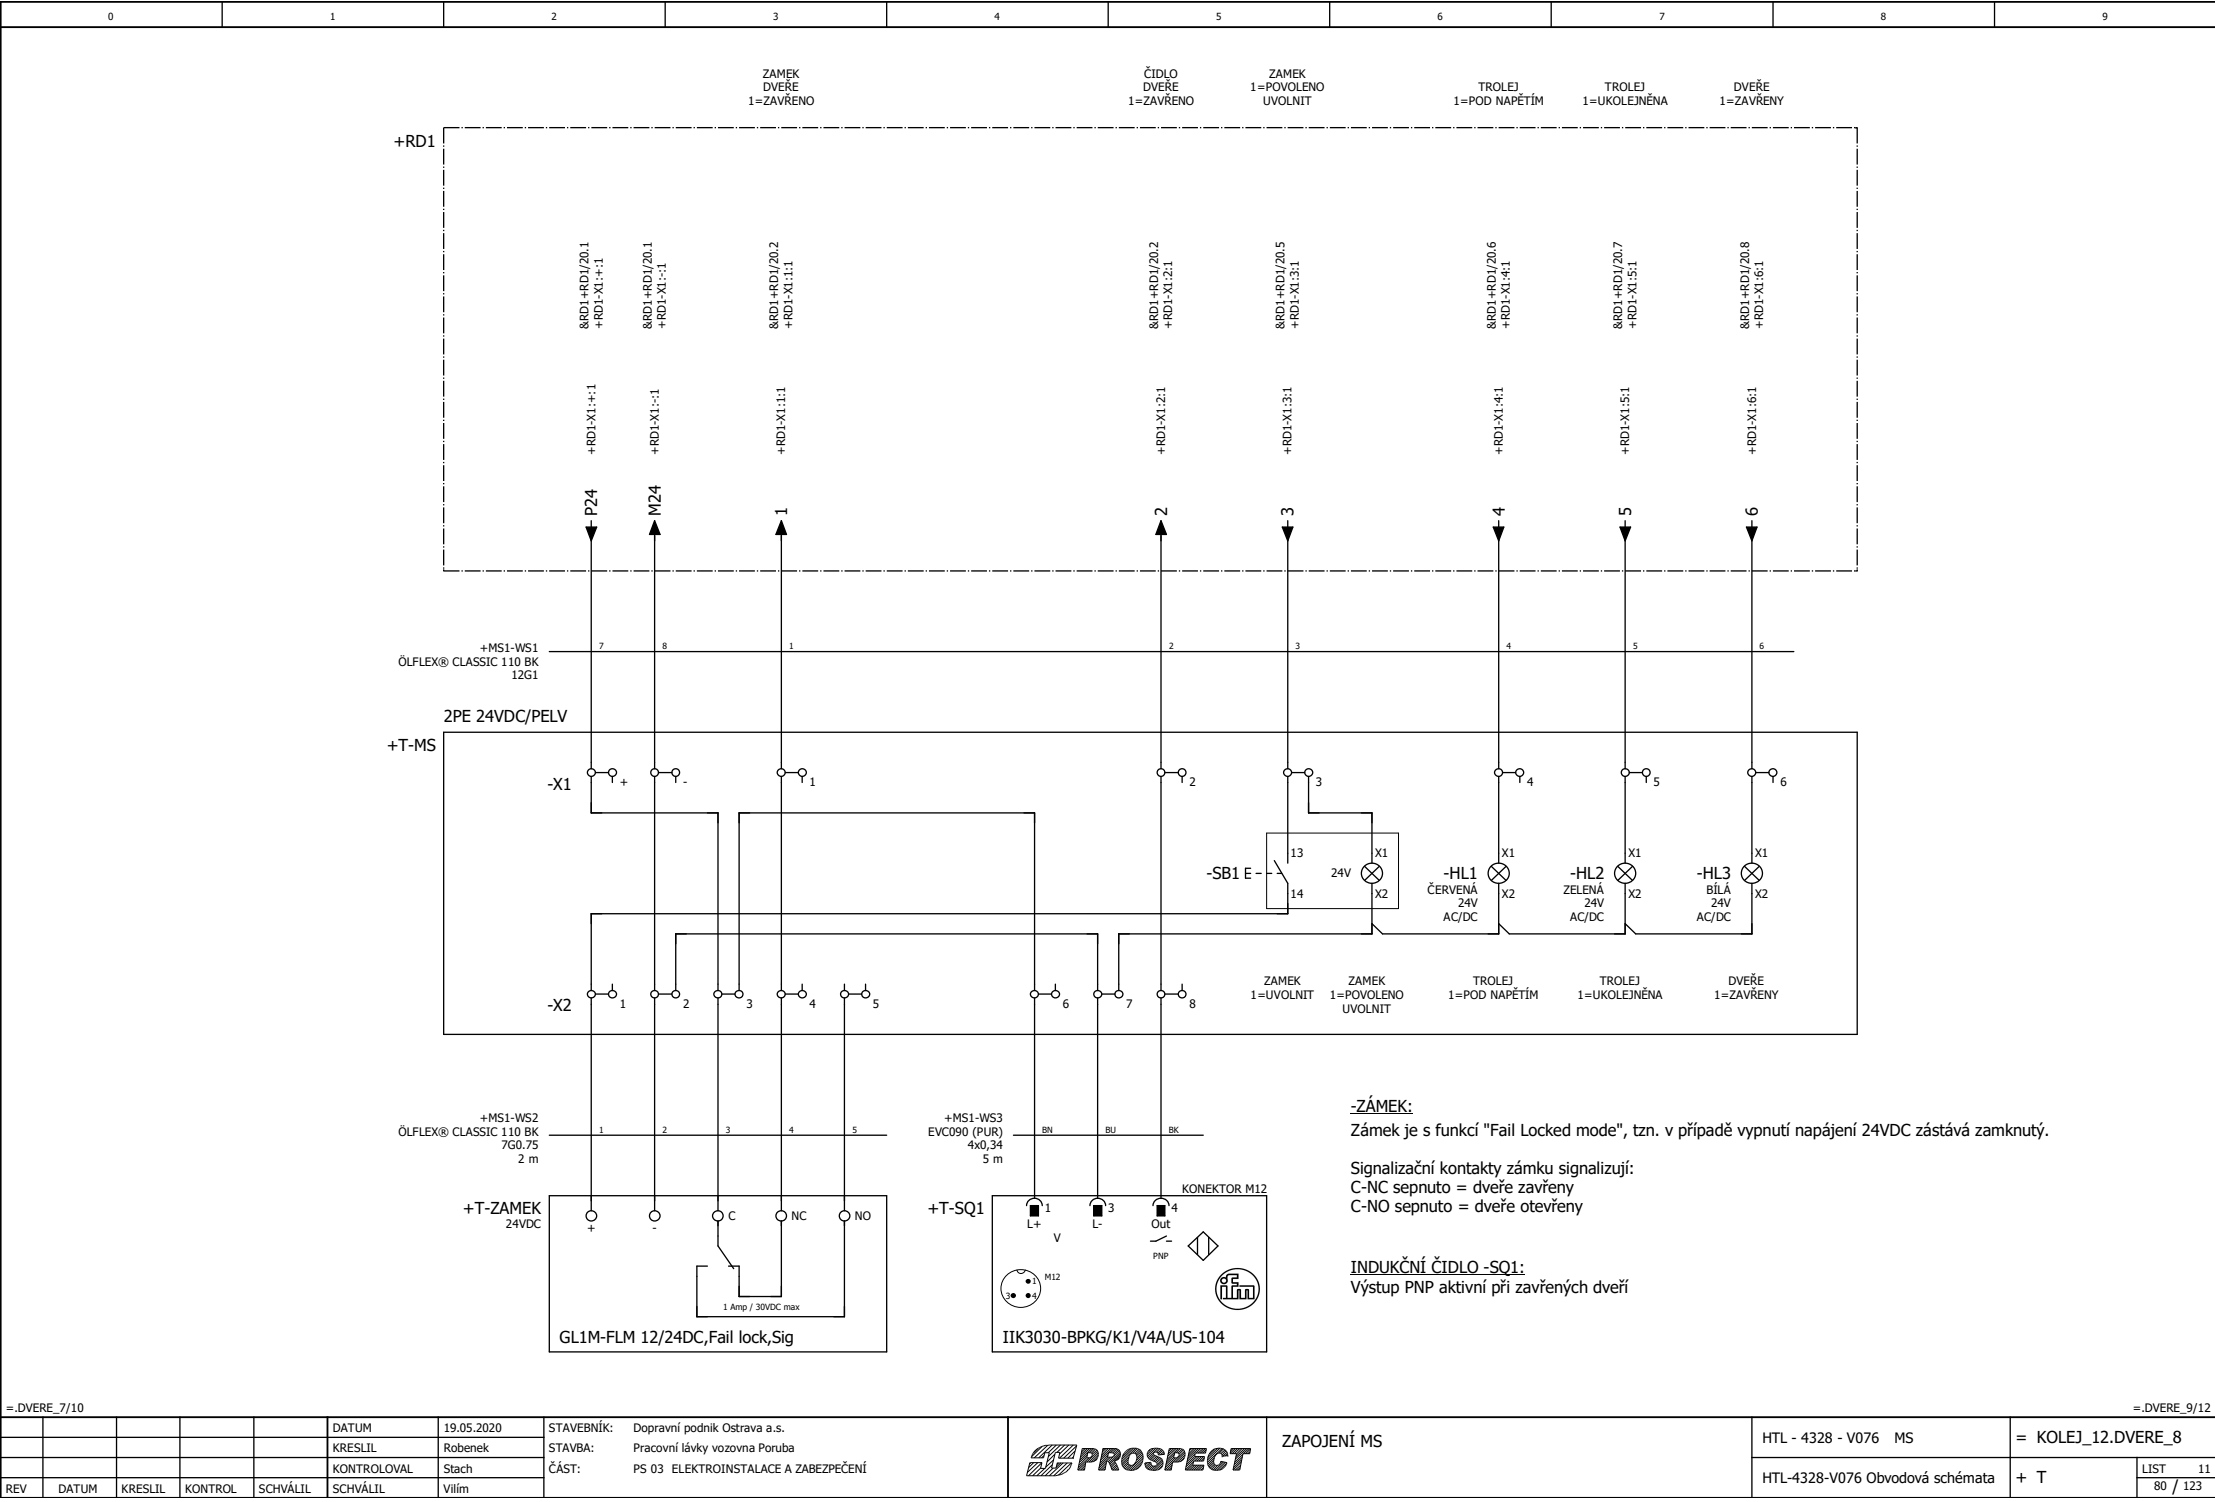 0 1 2 3 4 5 6 7 8 9
ZAMEK
DVEŘE
1=ZAVŘENO
ČIDLO
DVEŘE
1=ZAVŘENO
ZAMEK
1=POVOLENO
UVOLNIT
TROLEJ
1=POD NAPĚTÍM
TROLEJ
1=UKOLEJNĚNA
DVEŘE
1=ZAVŘENY
+RD1
&RD1+RD1/20.1
+RD1-X1:+:1
&RD1+RD1/20.1
+RD1-X1:-:1
&RD1+RD1/20.2
+RD1-X1:1:1
&RD1+RD1/20.2
+RD1-X1:2:1
&RD1+RD1/20.5
+RD1-X1:3:1
&RD1+RD1/20.6
+RD1-X1:4:1
&RD1+RD1/20.7
+RD1-X1:5:1
&RD1+RD1/20.8
+RD1-X1:6:1
+RD1-X1:+:1
+RD1-X1:-:1
+RD1-X1:1:1
+RD1-X1:2:1
+RD1-X1:3:1
+RD1-X1:4:1
+RD1-X1:5:1
+RD1-X1:6:1
P24 M24 1 2 3 4 5 6
+MS1-WS1
ÖLFLEX® CLASSIC 110 BK
12G1
7 8 1 2 3 4 5 6
2PE 24VDC/PELV
+T-MS
-X1 + - 1 2 3 4 5 6
-SB1 E
13
14
24V
X1
X2
-HL1
ČERVENÁ
24V
AC/DC
X1
X2
-HL2
ZELENÁ
24V
AC/DC
X1
X2
-HL3
BÍLÁ
24V
AC/DC
X1
X2
-X2 1 2 3 4 5 6 7 8
ZAMEK
1=UVOLNIT
ZAMEK
1=POVOLENO
UVOLNIT
TROLEJ
1=POD NAPĚTÍM
TROLEJ
1=UKOLEJNĚNA
DVEŘE
1=ZAVŘENY
+MS1-WS2
ÖLFLEX® CLASSIC 110 BK
7G0.75
2 m
1 2 3 4 5
+MS1-WS3
EVC090 (PUR)
4x0,34
5 m
BN BU BK
+T-ZAMEK
24VDC
+ - C NC NO
1 Amp / 30VDC max
GL1M-FLM 12/24DC,Fail lock,Sig
+T-SQ1
KONEKTOR M12
1 3 4
L+ L- Out
V
PNP
M12
1
3 4
ifm
IIK3030-BPKG/K1/V4A/US-104
-ZÁMEK:
Zámek je s funkcí "Fail Locked mode", tzn. v případě vypnutí napájení 24VDC zástává zamknutý.
Signalizační kontakty zámku signalizují:
C-NC sepnuto = dveře zavřeny
C-NO sepnuto = dveře otevřeny
INDUKČNÍ ČIDLO -SQ1:
Výstup PNP aktivní při zavřených dveří
=.DVERE_7/10
=.DVERE_9/12
DATUM 19.05.2020
KRESLIL Robenek
KONTROLOVAL Stach
REV DATUM KRESLIL KONTROL SCHVÁLIL SCHVÁLIL Vilím
STAVEBNÍK: Dopravní podnik Ostrava a.s.
STAVBA: Pracovní lávky vozovna Poruba
ČÁST: PS 03 ELEKTROINSTALACE A ZABEZPEČENÍ
PROSPECT
ZAPOJENÍ MS
HTL - 4328 - V076 MS
HTL-4328-V076 Obvodová schémata
= KOLEJ_12.DVERE_8
+ T
LIST 11
80 / 123